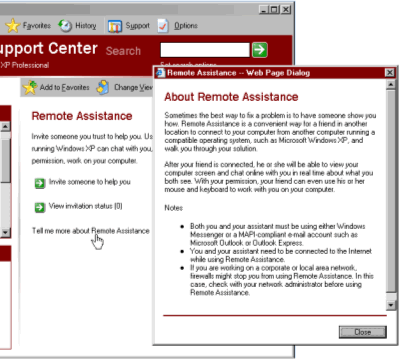 Favorites History Support Options
upport Center Search
XP Professional
Set search options
Add to Favorites Change View
Remote Assistance
Invite someone you trust to help you. Us
running Windows XP can chat with you,
permission, work on your computer.
Invite someone to help you
View invitation status (0)
Tell me more about Remote Assistance
Remote Assistance -- Web Page Dialog
About Remote Assistance
Sometimes the best way to fix a problem is to have someone show you
how. Remote Assistance is a convenient way for a friend in another
location to connect to your computer from another computer running a
compatible operating system, such as Microsoft Windows XP, and
walk you through your solution.
After your friend is connected, he or she will be able to view your
computer screen and chat online with you in real time about what you
both see. With your permission, your friend can even use his or her
mouse and keyboard to work with you on your computer.
Notes
• Both you and your assistant must be using either Windows
Messenger or a MAPI-compliant e-mail account such as
Microsoft Outlook or Outlook Express.
• You and your assistant need to be connected to the Internet
while using Remote Assistance.
• If you are working on a corporate or local area network,
firewalls might stop you from using Remote Assistance. In this
case, check with your network administrator before using
Remote Assistance.
Close